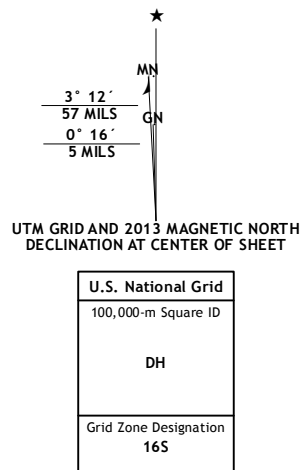 ★
MN
3° 12´
57 MILS
GN
0° 16´
5 MILS
UTM GRID AND 2013 MAGNETIC NORTH
DECLINATION AT CENTER OF SHEET
U.S. National Grid
100,000-m Square ID
DH
Grid Zone Designation
16S